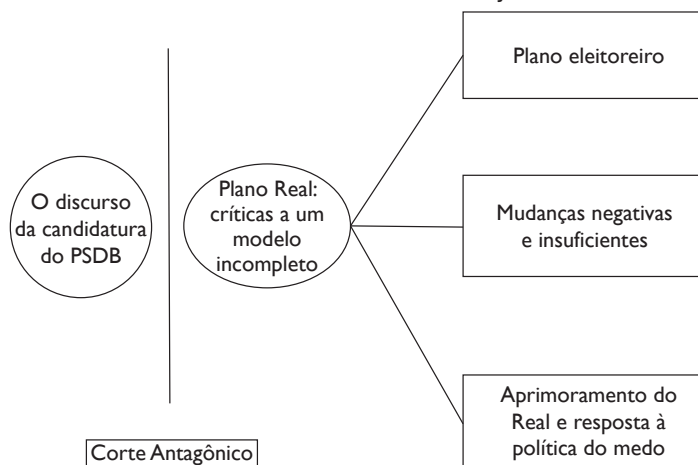 Plano eleitoreiro
O discurso
da candidatura
do PSDB
Plano Real:
críticas a um
modelo
incompleto
Mudanças negativas
e insuficientes
Aprimoramento do
Real e resposta à
política do medo
Corte Antagônico